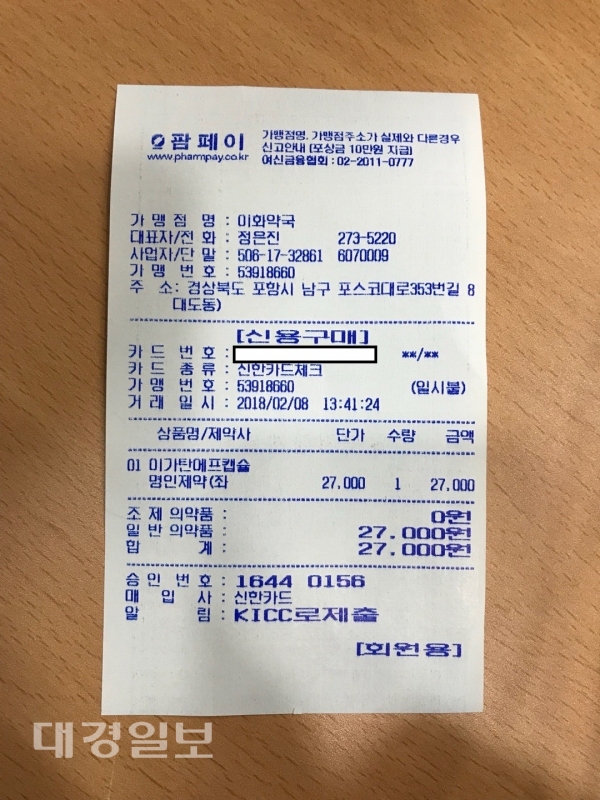 팜페이
www.pharmpay.co.kr
가맹점명, 가맹점주소가 실제와 다른경우
신고안내 (포상금 10만원 지급)
여신금융협회 : 02-2011-0777
가 맹 점 명 : 이화약국
대표자/전 화 : 정은진 273-5220
사업자/단 말 : 506-17-32861 6070009
가 맹 번 호 : 53918660
주 소: 경상북도 포항시 남구 포스코대로353번길 8
대도동)
[신용구매]
카 드 번 호 : **/**
카 드 종 류 : 신한카드체크
가 맹 번 호 : 53918660 (일시불)
거 래 일 시 : 2018/02/08 13:41:24
상품명/제약사 단가 수량 금액
01 이가탄에프캡슐
명인제약(좌 27,000 1 27,000
조 제 의약품 : 0원
일 반 의약품 : 27,000원
합 계 : 27,000원
승 인 번 호 : 1644 0156
매 입 사 : 신한카드
알 림 : KICC로제출
[회원용]
대경일보